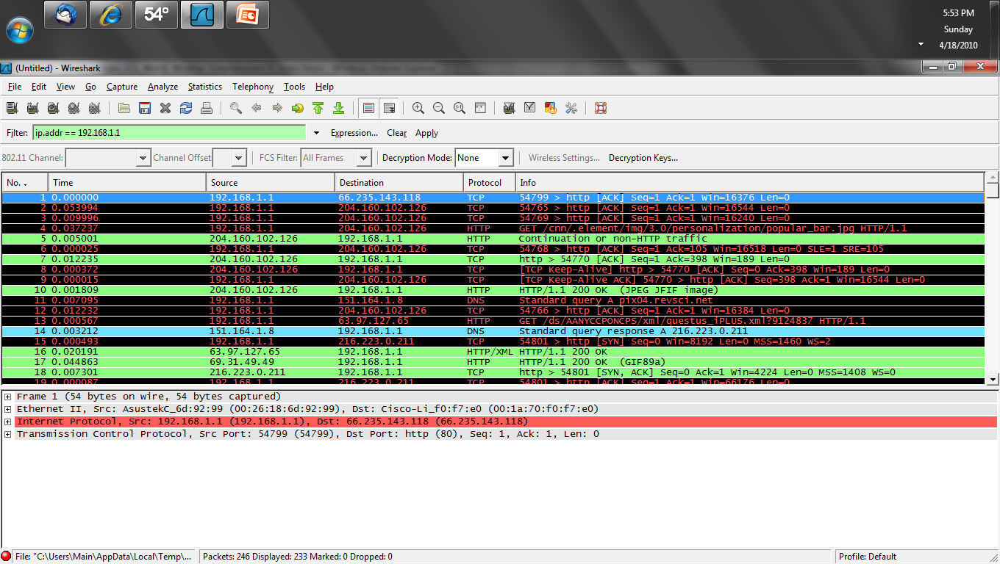 54°
5:53 PM
Sunday
4/18/2010
(Untitled) - Wireshark
File Edit View Go Capture Analyze Statistics Telephony Tools Help
Filter: ip.addr == 192.168.1.1 Expression... Clear Apply
802.11 Channel: Channel Offset FCS Filter: All Frames Decryption Mode: None Wireless Settings... Decryption Keys...
No. . Time Source Destination Protocol Info
1 0.000000 192.168.1.1 66.235.143.118 TCP 54799 > http [ACK] Seq=1 Ack=1 Win=16376 Len=0
2 0.053994 192.168.1.1 204.160.102.126 TCP 54765 > http [ACK] Seq=1 Ack=1 Win=16544 Len=0
3 0.009996 192.168.1.1 204.160.102.126 TCP 54769 > http [ACK] Seq=1 Ack=1 Win=16240 Len=0
4 0.037237 192.168.1.1 204.160.102.126 HTTP GET /cnn/.element/img/3.0/personalization/popular_bar.jpg HTTP/1.1
5 0.005001 204.160.102.126 192.168.1.1 HTTP Continuation or non-HTTP traffic
6 0.000025 192.168.1.1 204.160.102.126 TCP 54768 > http [ACK] Seq=1 Ack=105 Win=16518 Len=0 SLE=1 SRE=105
7 0.012235 204.160.102.126 192.168.1.1 TCP http > 54770 [ACK] Seq=1 Ack=398 Win=189 Len=0
8 0.000372 204.160.102.126 192.168.1.1 TCP [TCP Keep-Alive] http > 54770 [ACK] Seq=0 Ack=398 Win=189 Len=0
9 0.000015 192.168.1.1 204.160.102.126 TCP [TCP Keep-Alive ACK] 54770 > http [ACK] Seq=398 Ack=1 Win=16544 Len=0
10 0.001809 204.160.102.126 192.168.1.1 HTTP HTTP/1.1 200 OK (JPEG JFIF image)
11 0.007095 192.168.1.1 151.164.1.8 DNS Standard query A pix04.revsci.net
12 0.012232 192.168.1.1 204.160.102.126 TCP 54766 > http [ACK] Seq=1 Ack=1 Win=16384 Len=0
13 0.000567 192.168.1.1 63.97.127.65 HTTP GET /ds/AANYCCPONCPS/xml/questus_iPLUS.xml?9124837 HTTP/1.1
14 0.003212 151.164.1.8 192.168.1.1 DNS Standard query response A 216.223.0.211
15 0.000493 192.168.1.1 216.223.0.211 TCP 54801 > http [SYN] Seq=0 Win=8192 Len=0 MSS=1460 WS=2
16 0.020191 63.97.127.65 192.168.1.1 HTTP/XML HTTP/1.1 200 OK
17 0.044863 69.31.49.49 192.168.1.1 HTTP HTTP/1.1 200 OK (GIF89a)
18 0.007301 216.223.0.211 192.168.1.1 TCP http > 54801 [SYN, ACK] Seq=0 Ack=1 Win=4224 Len=0 MSS=1408 WS=0
19 0.000087 192.168.1.1 216.223.0.211 TCP 54801 > http [ACK] Seq=1 Ack=1 Win=66176 Len=0
Frame 1 (54 bytes on wire, 54 bytes captured)
Ethernet II, Src: AsustekC_6d:92:99 (00:26:18:6d:92:99), Dst: Cisco-Li_f0:f7:e0 (00:1a:70:f0:f7:e0)
Internet Protocol, Src: 192.168.1.1 (192.168.1.1), Dst: 66.235.143.118 (66.235.143.118)
Transmission Control Protocol, Src Port: 54799 (54799), Dst Port: http (80), Seq: 1, Ack: 1, Len: 0
File: "C:\Users\Main\AppData\Local\Temp\... Packets: 246 Displayed: 233 Marked: 0 Dropped: 0 Profile: Default